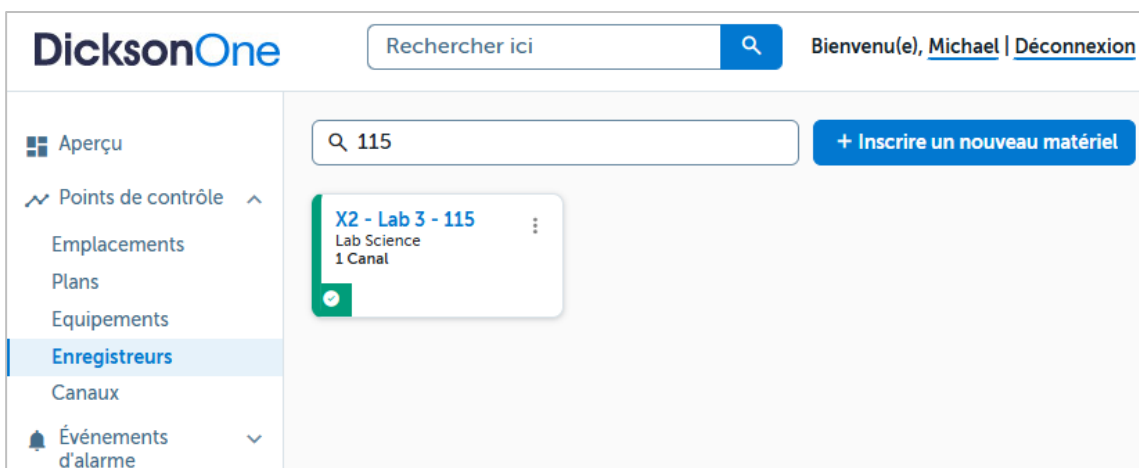 DicksonOne
Rechercher ici
Bienvenu(e), Michael | Déconnexion
Aperçu
Points de contrôle
Emplacements
Plans
Equipements
Enregistreurs
Canaux
Événements
d'alarme
115
+ Inscrire un nouveau matériel
X2 - Lab 3 - 115
Lab Science
1 Canal